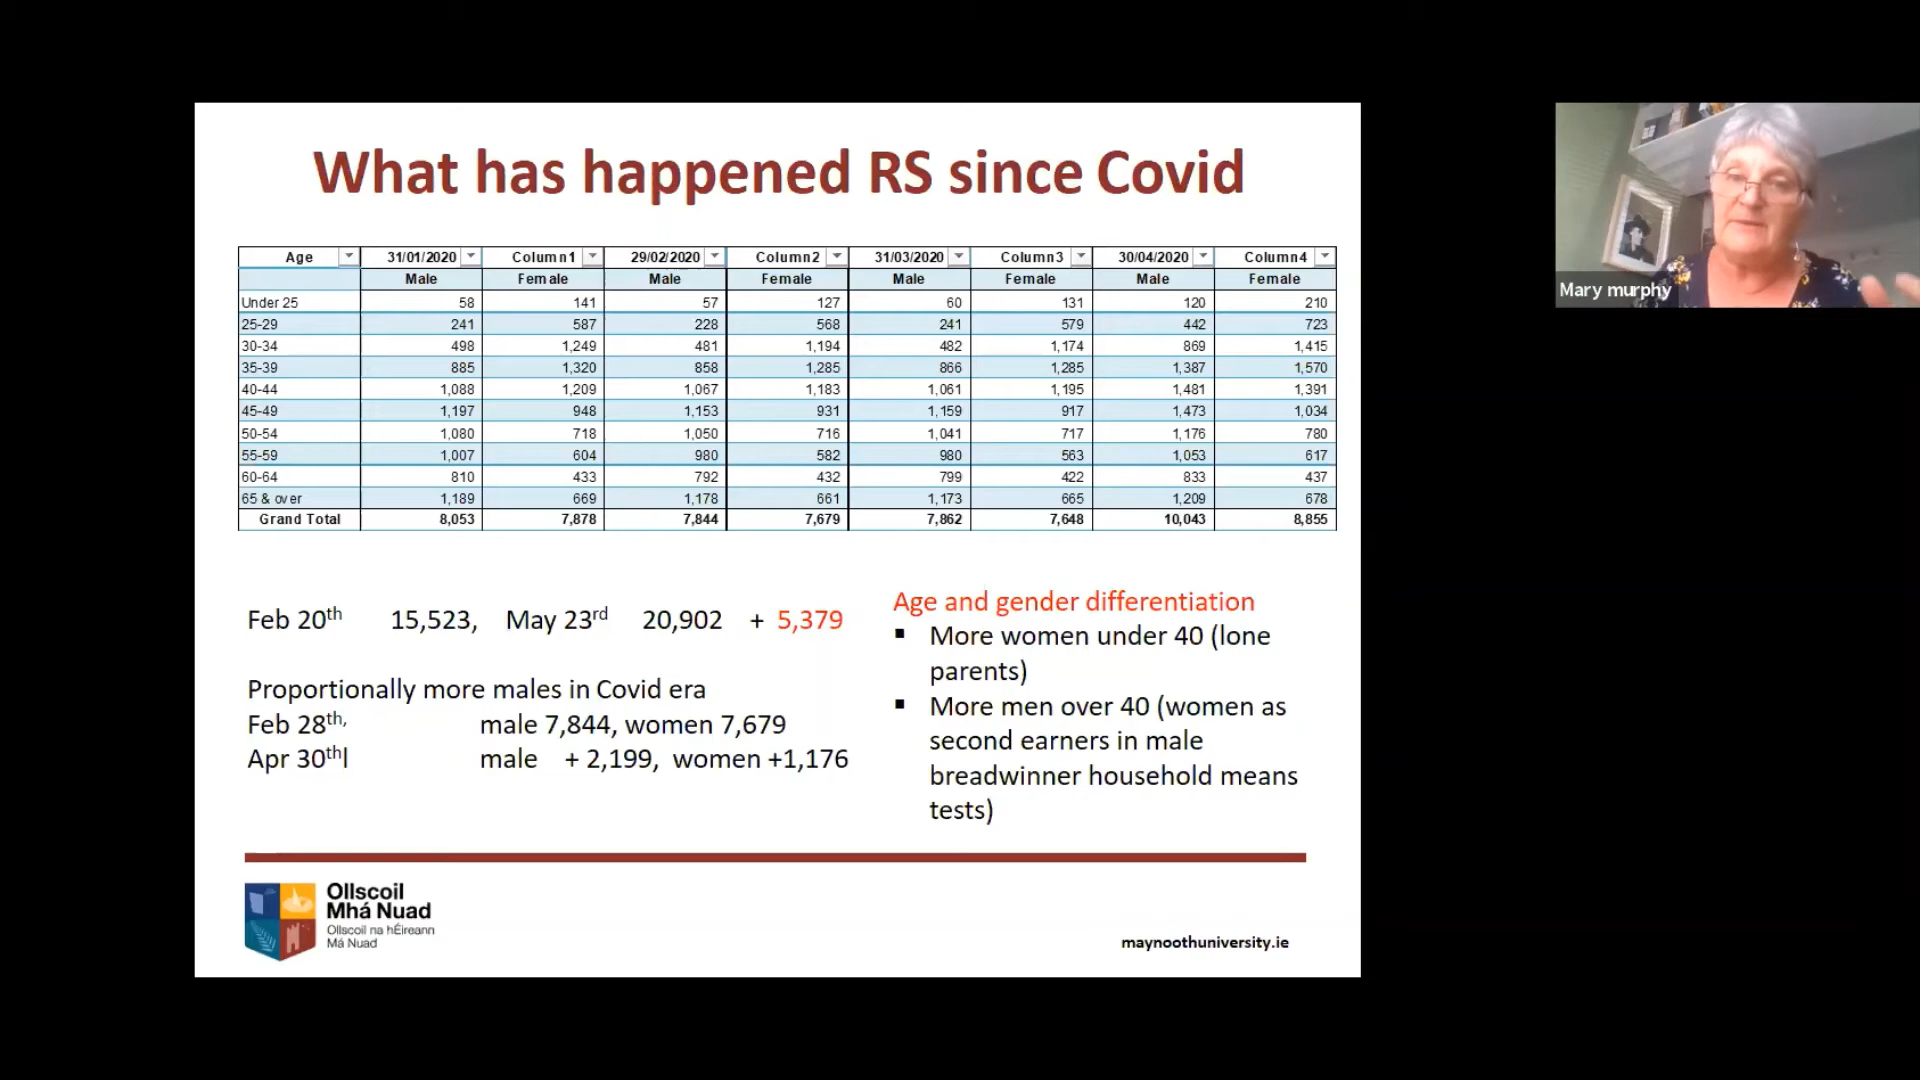 What has happened RS since Covid
Age 31/01/2020 Column1 29/02/2020 Column2 31/03/2020 Column3 30/04/2020 Column4
Male Female Male Female Male Female Male Female
Under 25 58 141 57 127 60 131 120 210
25-29 241 587 228 568 241 579 442 723
30-34 498 1,249 481 1,194 482 1,174 869 1,415
35-39 885 1,320 858 1,285 866 1,285 1,387 1,570
40-44 1,088 1,209 1,067 1,183 1,061 1,195 1,481 1,391
45-49 1,197 948 1,153 931 1,159 917 1,473 1,034
50-54 1,080 718 1,050 716 1,041 717 1,176 780
55-59 1,007 604 980 582 980 563 1,053 617
60-64 810 433 792 432 799 422 833 437
65 & over 1,189 669 1,178 661 1,173 665 1,209 678
Grand Total 8,053 7,878 7,844 7,679 7,862 7,648 10,043 8,855
Feb 20th 15,523, May 23rd 20,902 + 5,379
Proportionally more males in Covid era
Feb 28th, male 7,844, women 7,679
Apr 30thl male + 2,199, women +1,176
Age and gender differentiation
▪ More women under 40 (lone
parents)
▪ More men over 40 (women as
second earners in male
breadwinner household means
tests)
Ollscoil
Mhá Nuad
Ollscoil na hÉireann
Má Nuad
maynoothuniversity.ie
Mary murphy